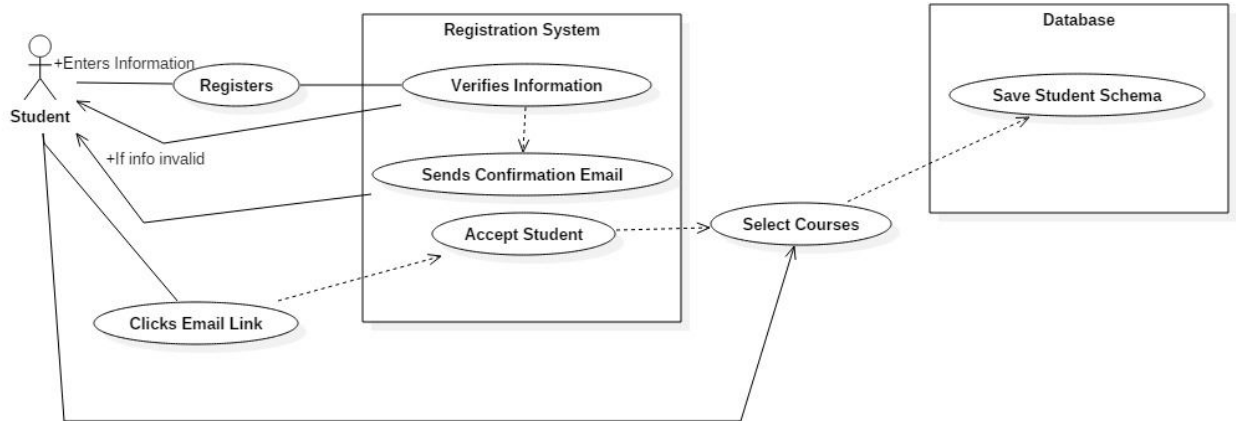 Registration System
Database
+Enters Information
Registers
Verifies Information
Save Student Schema
Student
+If info invalid
Sends Confirmation Email
Accept Student
Select Courses
Clicks Email Link